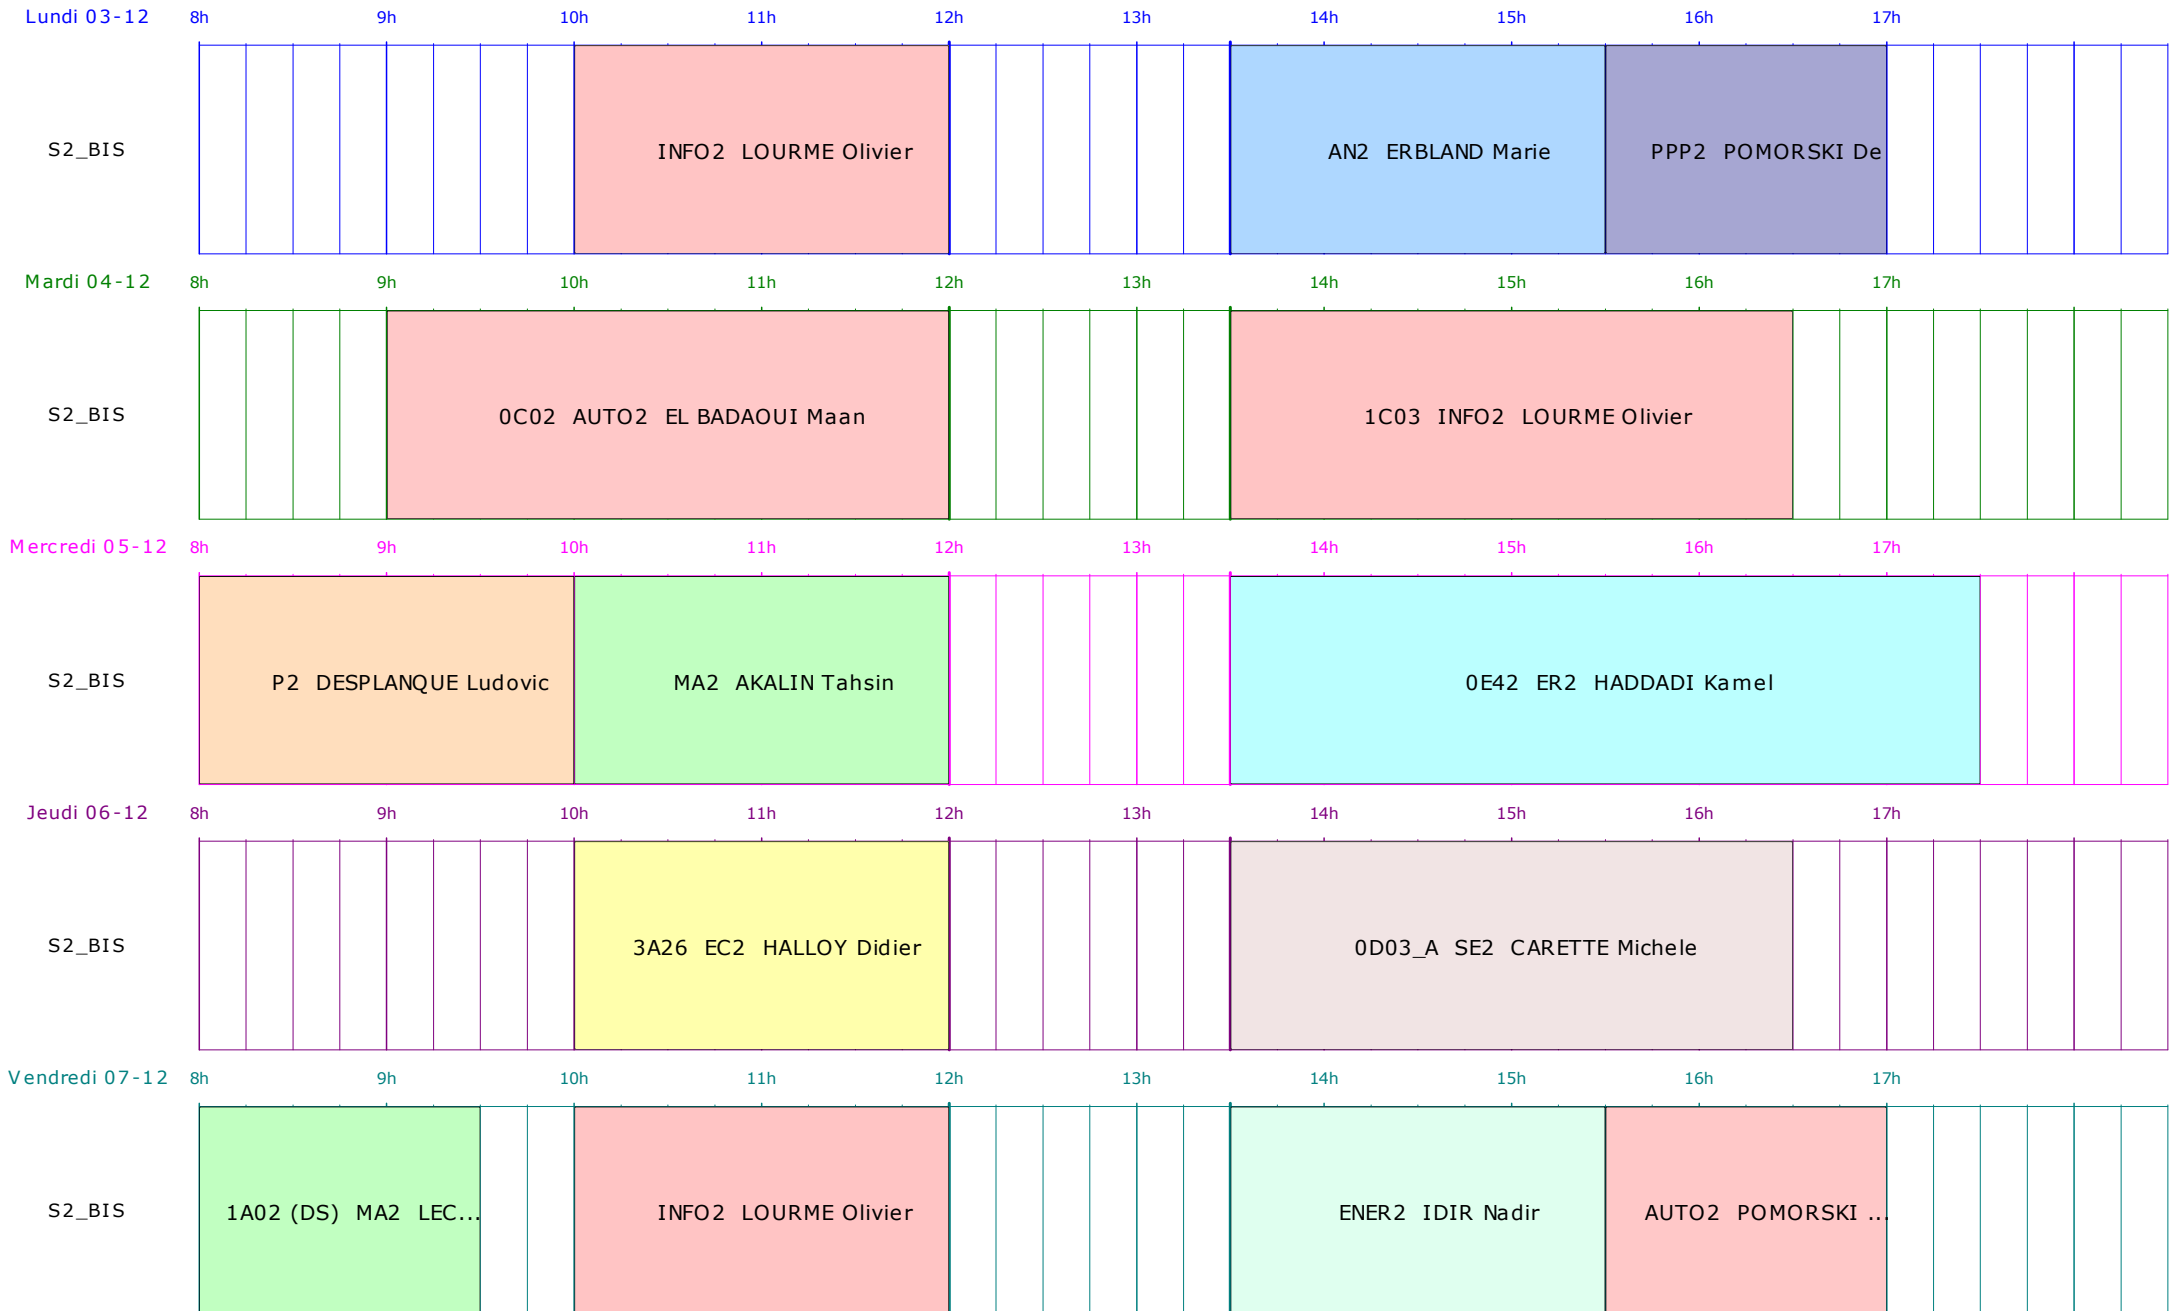 Lundi 03-12 8h 9h 10h 11h 12h 13h 14h 15h 16h 17h
S2_BIS INFO2 LOURME Olivier AN2 ERBLAND Marie PPP2 POMORSKI De
Mardi 04-12 8h 9h 10h 11h 12h 13h 14h 15h 16h 17h
S2_BIS 0C02 AUTO2 EL BADAOUI Maan 1C03 INFO2 LOURME Olivier
Mercredi 05-12 8h 9h 10h 11h 12h 13h 14h 15h 16h 17h
S2_BIS P2 DESPLANQUE Ludovic MA2 AKALIN Tahsin 0E42 ER2 HADDADI Kamel
Jeudi 06-12 8h 9h 10h 11h 12h 13h 14h 15h 16h 17h
S2_BIS 3A26 EC2 HALLOY Didier 0D03_A SE2 CARETTE Michele
Vendredi 07-12 8h 9h 10h 11h 12h 13h 14h 15h 16h 17h
S2_BIS 1A02 (DS) MA2 LEC... INFO2 LOURME Olivier ENER2 IDIR Nadir AUTO2 POMORSKI ...